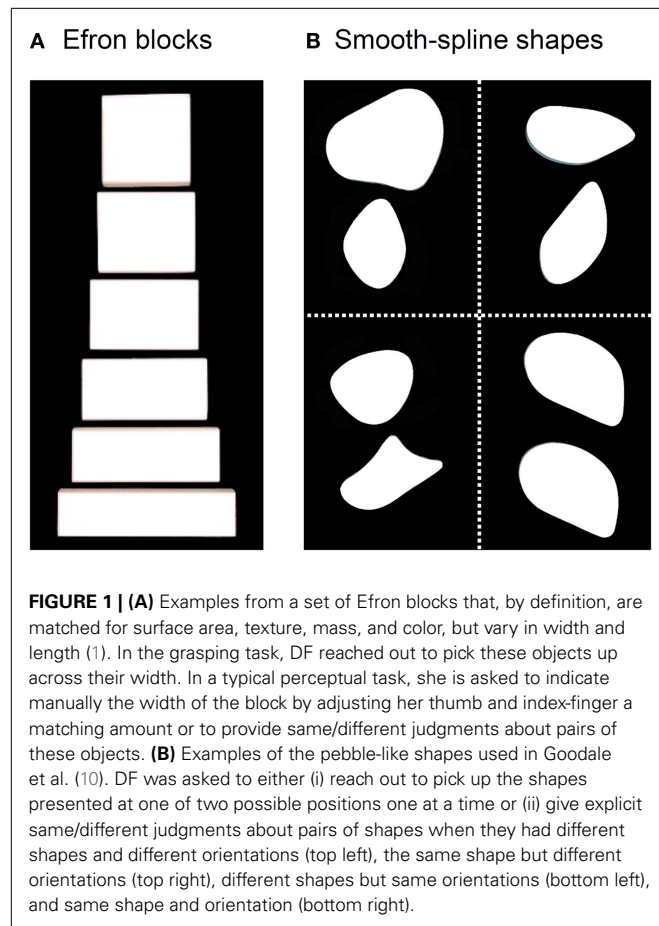 A Efron blocks
B Smooth-spline shapes
FIGURE 1 | (A) Examples from a set of Efron blocks that, by definition, are
matched for surface area, texture, mass, and color, but vary in width and
length (1). In the grasping task, DF reached out to pick these objects up
across their width. In a typical perceptual task, she is asked to indicate
manually the width of the block by adjusting her thumb and index-finger a
matching amount or to provide same/different judgments about pairs of
these objects. (B) Examples of the pebble-like shapes used in Goodale
et al. (10). DF was asked to either (i) reach out to pick up the shapes
presented at one of two possible positions one at a time or (ii) give explicit
same/different judgments about pairs of shapes when they had different
shapes and different orientations (top left), the same shape but different
orientations (top right), different shapes but same orientations (bottom left),
and same shape and orientation (bottom right).